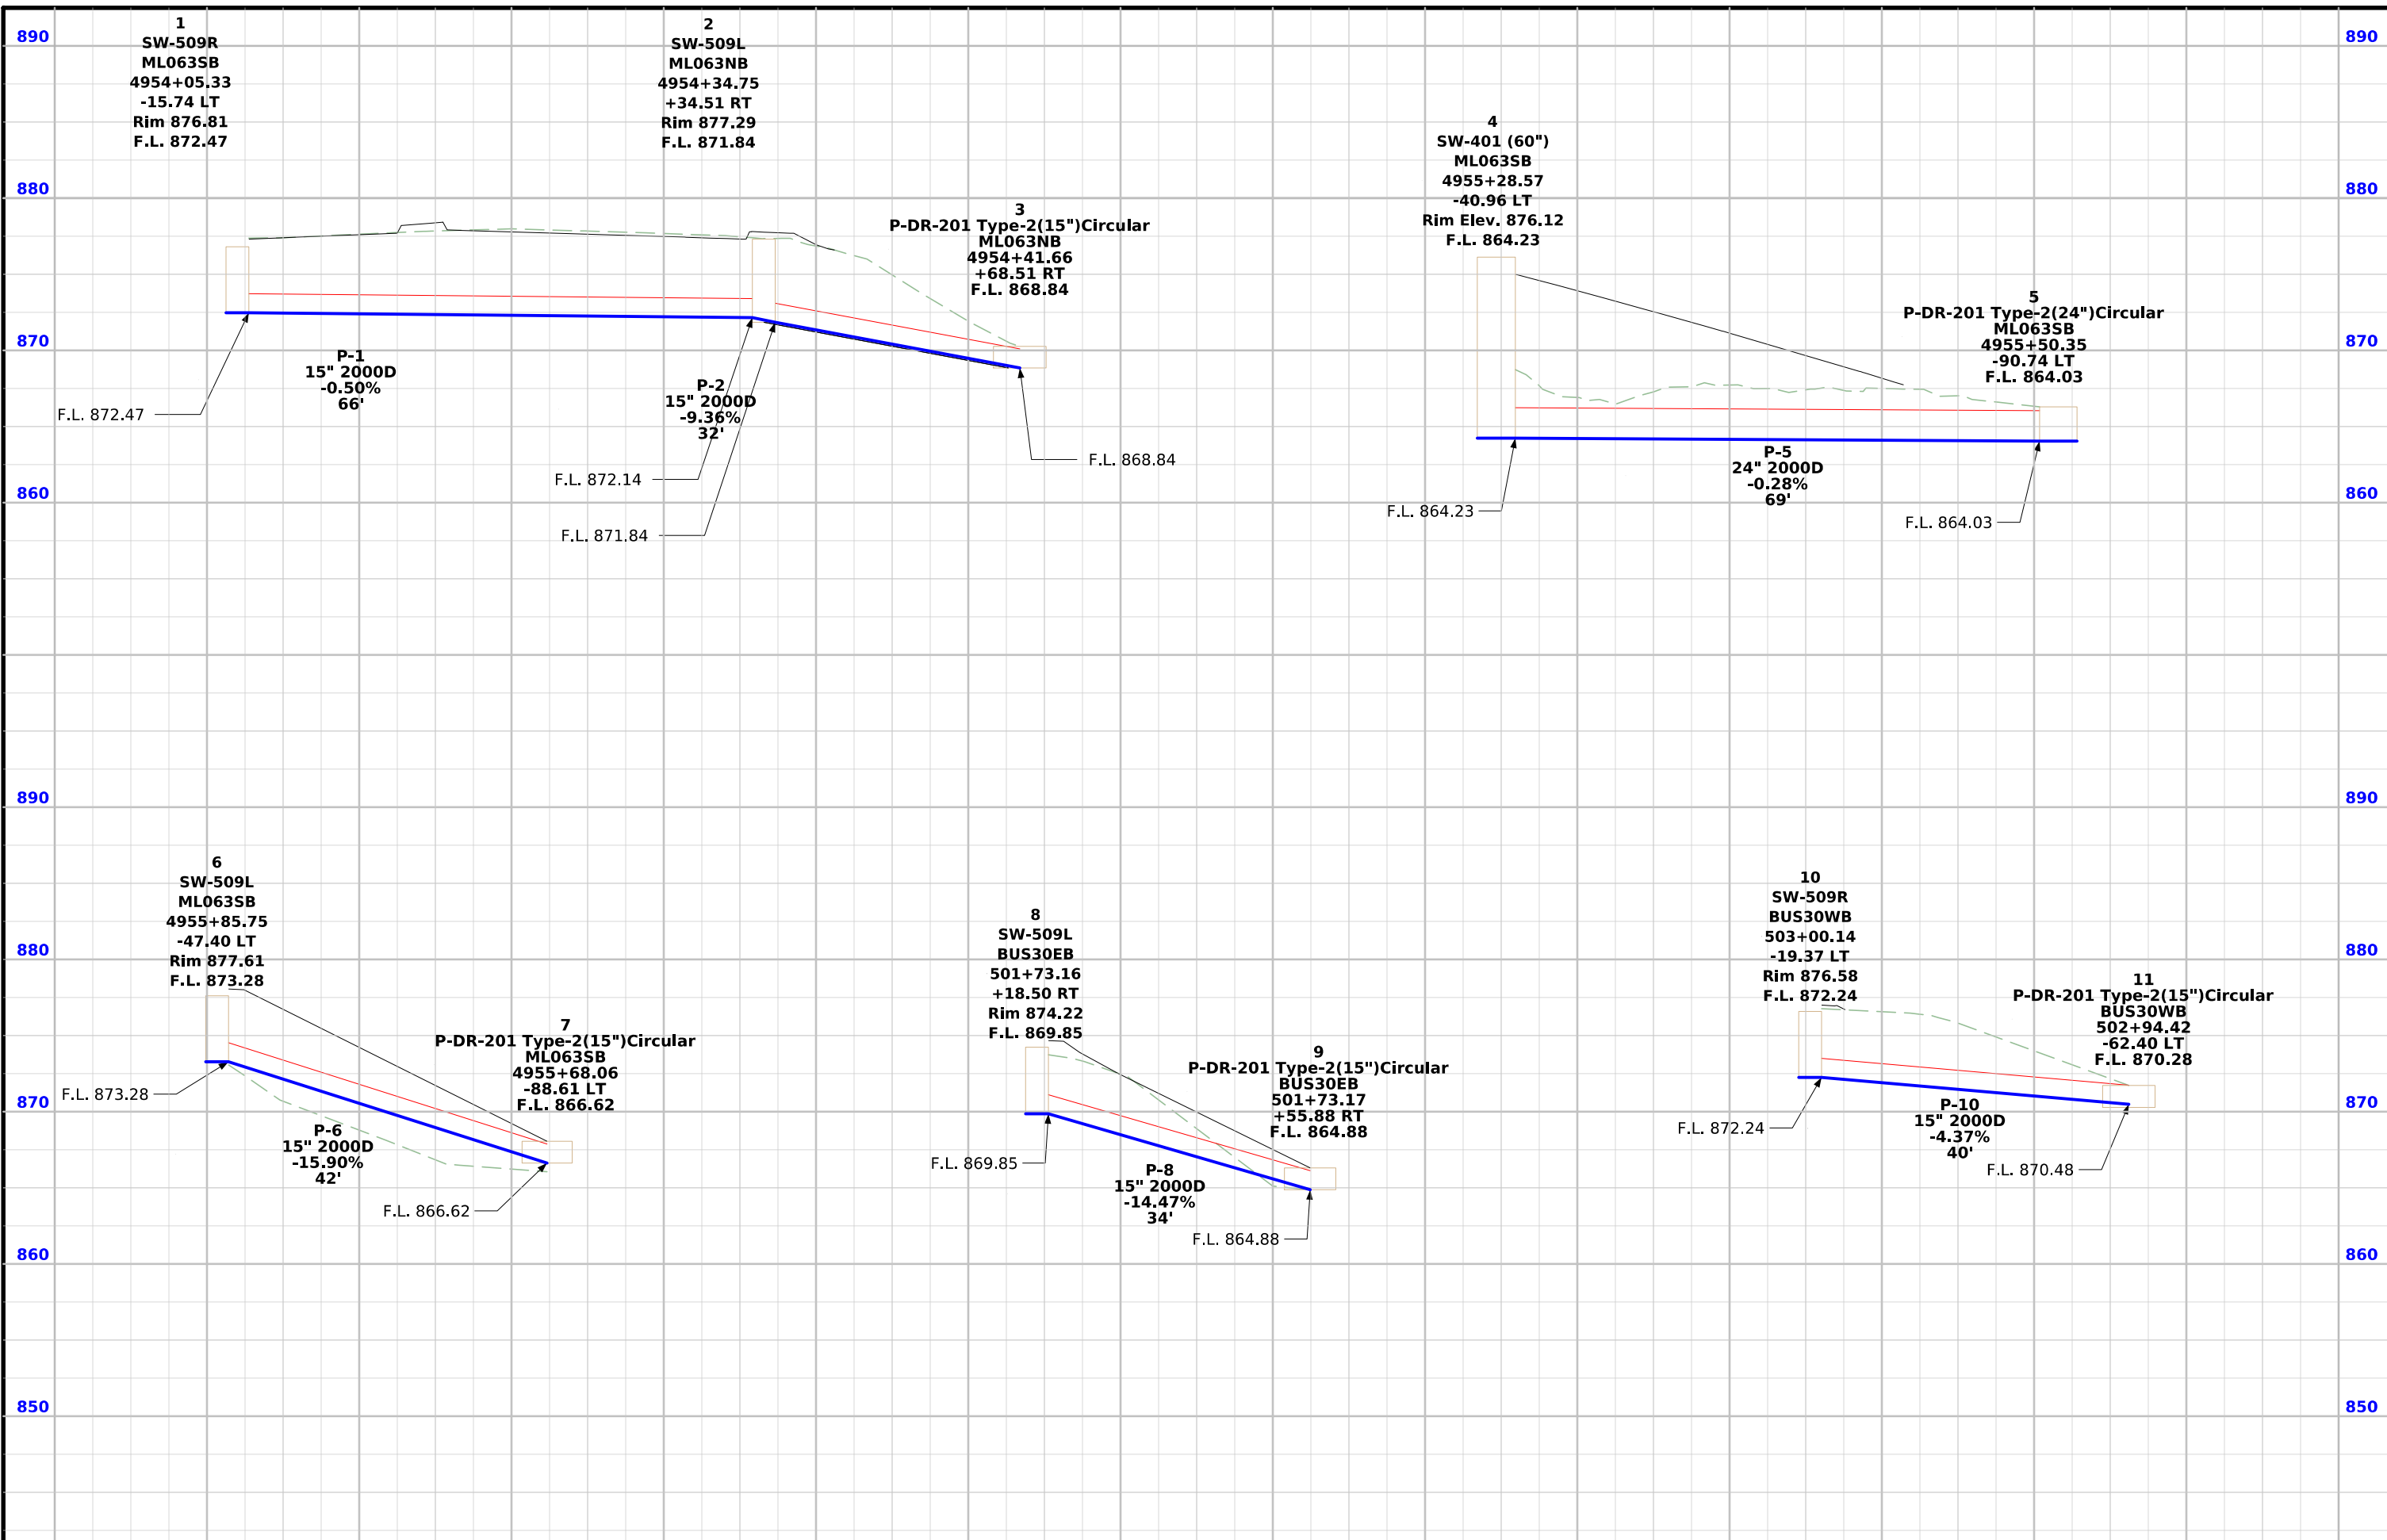 890
890
1
SW-509R
ML063SB
4954+05.33
-15.74 LT
Rim 876.81
F.L. 872.47
2
SW-509L
ML063NB
4954+34.75
+34.51 RT
Rim 877.29
F.L. 871.84
4
SW-401 (60")
ML063SB
4955+28.57
-40.96 LT
Rim Elev. 876.12
F.L. 864.23
880
880
3
P-DR-201 Type-2(15")Circular
ML063NB
4954+41.66
+68.51 RT
F.L. 868.84
5
P-DR-201 Type-2(24")Circular
ML063SB
4955+50.35
-90.74 LT
F.L. 864.03
870
870
P-1
15" 2000D
-0.50%
66'
P-2
15" 2000D
-9.36%
32'
F.L. 872.47
F.L. 872.14
F.L. 871.84
F.L. 868.84
P-5
24" 2000D
-0.28%
69'
F.L. 864.23
F.L. 864.03
860
860
890
890
6
SW-509L
ML063SB
4955+85.75
-47.40 LT
Rim 877.61
F.L. 873.28
8
SW-509L
BUS30EB
501+73.16
+18.50 RT
Rim 874.22
F.L. 869.85
10
SW-509R
BUS30WB
503+00.14
-19.37 LT
Rim 876.58
F.L. 872.24
880
880
7
P-DR-201 Type-2(15")Circular
ML063SB
4955+68.06
-88.61 LT
F.L. 866.62
9
P-DR-201 Type-2(15")Circular
BUS30EB
501+73.17
+55.88 RT
F.L. 864.88
11
P-DR-201 Type-2(15")Circular
BUS30WB
502+94.42
-62.40 LT
F.L. 870.28
870
870
F.L. 873.28
P-6
15" 2000D
-15.90%
42'
F.L. 866.62
F.L. 869.85
P-8
15" 2000D
-14.47%
34'
F.L. 864.88
F.L. 872.24
P-10
15" 2000D
-4.37%
40'
F.L. 870.48
860
860
850
850